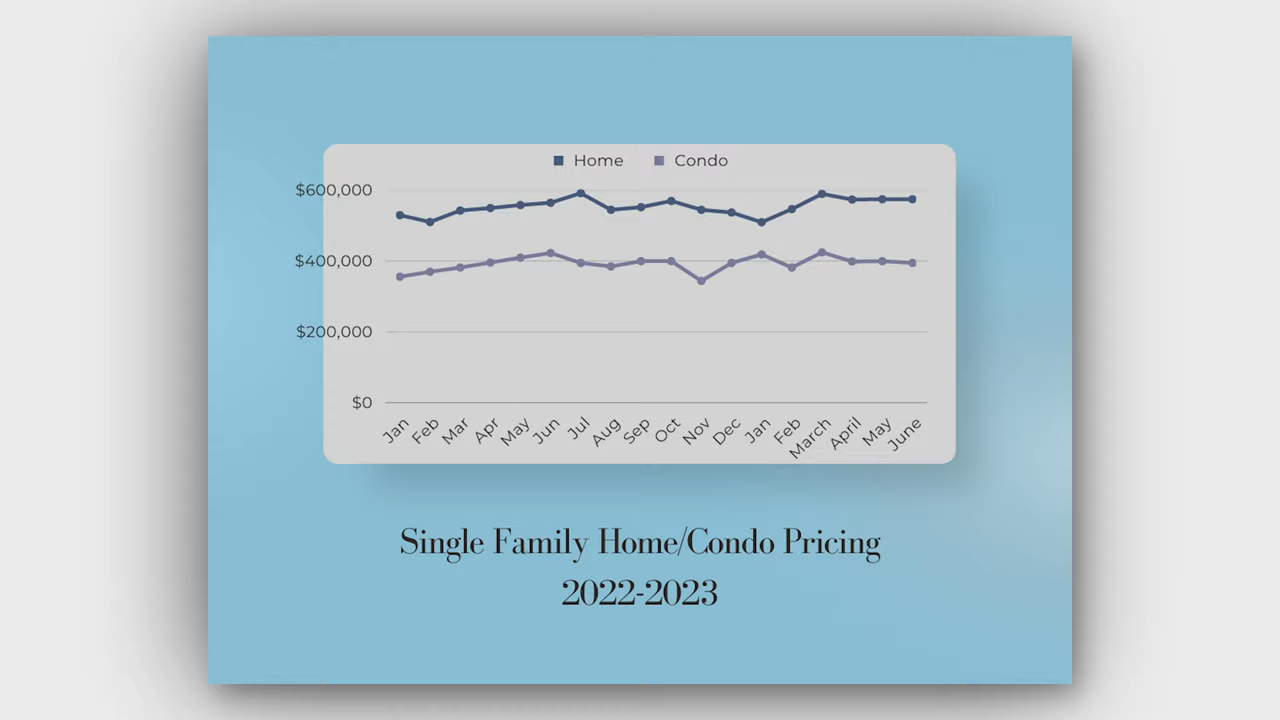 Home Condo
$600,000
$400,000
$200,000
$0
Jan Feb Mar Apr May Jun Jul Aug Sep Oct Nov Dec Jan Feb March April May June
Single Family Home/Condo Pricing
2022-2023